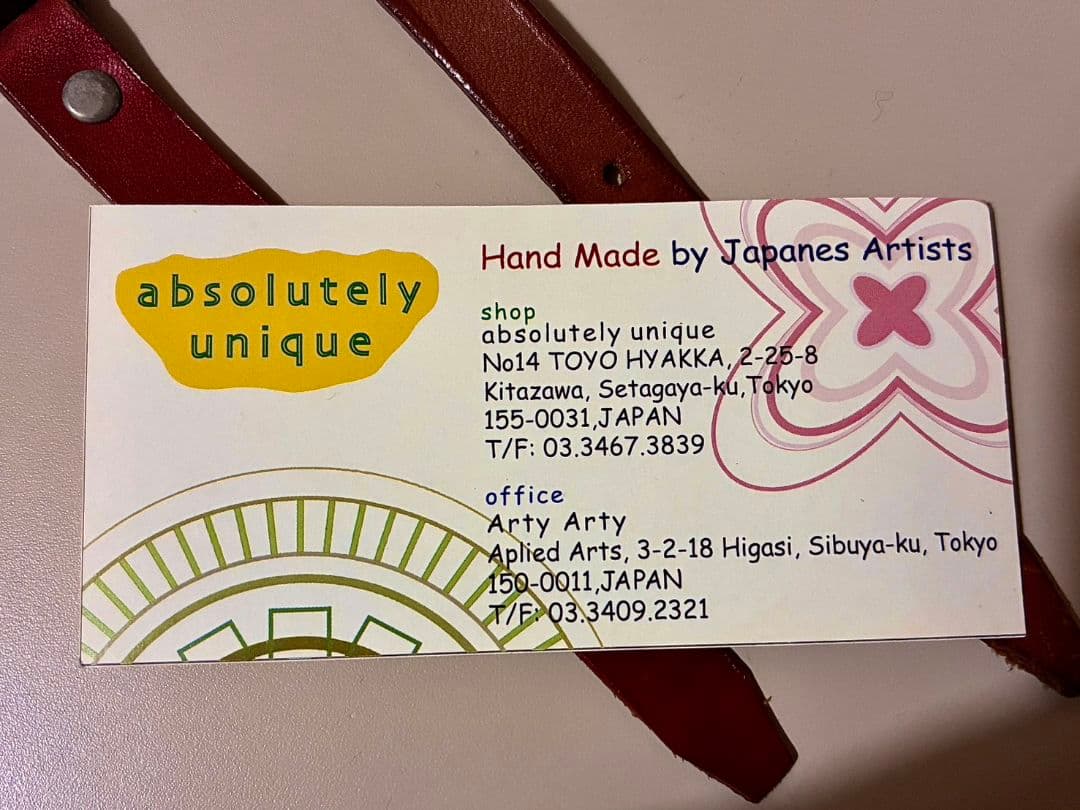 absolutely
unique
Hand Made by Japanes Artists
shop
absolutely unique
No14 TOYO HYAKKA, 2-25-8
Kitazawa, Setagaya-ku,Tokyo
155-0031,JAPAN
T/F: 03.3467.3839
office
Arty Arty
Aplied Arts, 3-2-18 Higasi, Sibuya-ku, Tokyo
150-0011,JAPAN
T/F: 03.3409.2321